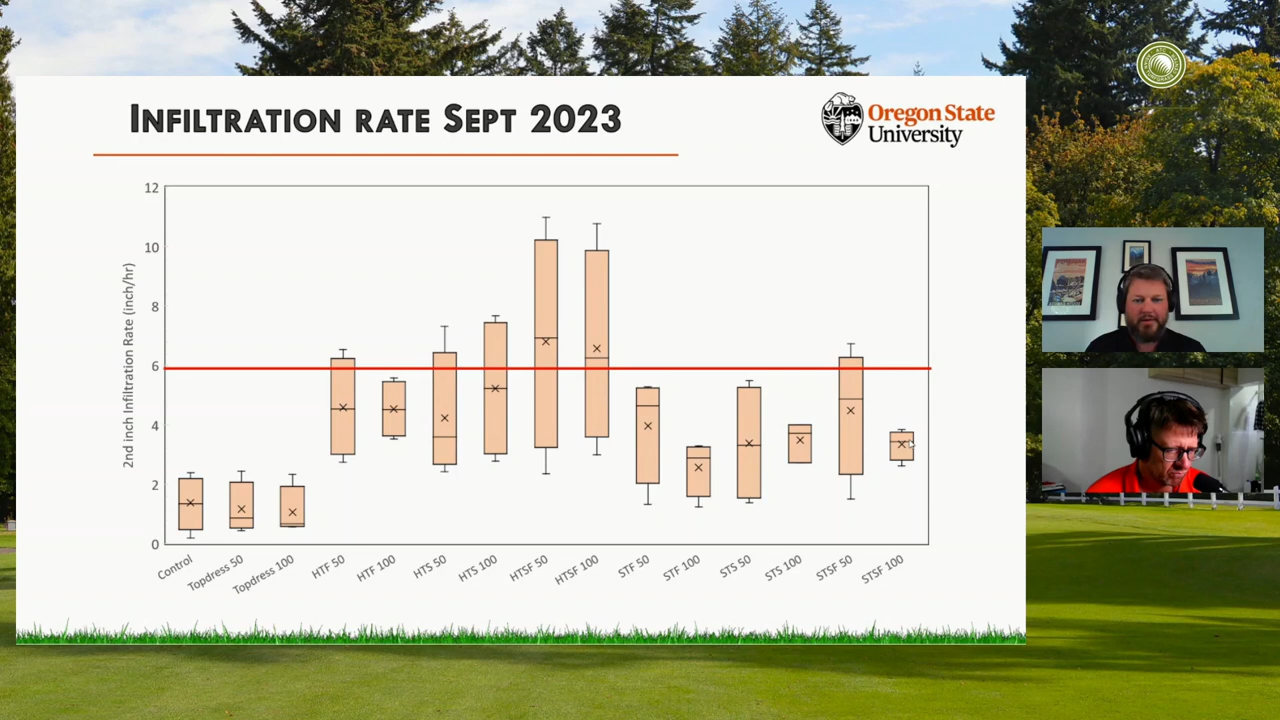 INFILTRATION RATE SEPT 2023
Oregon State
University
2nd inch Infiltration Rate (inch/hr)
12
10
8
6
4
2
0
Control
Topdress 50
Topdress 100
HTF 50
HTF 100
HTS 50
HTS 100
HTSF 50
HTSF 100
STF 50
STF 100
STS 50
STS 100
STSF 50
STSF 100